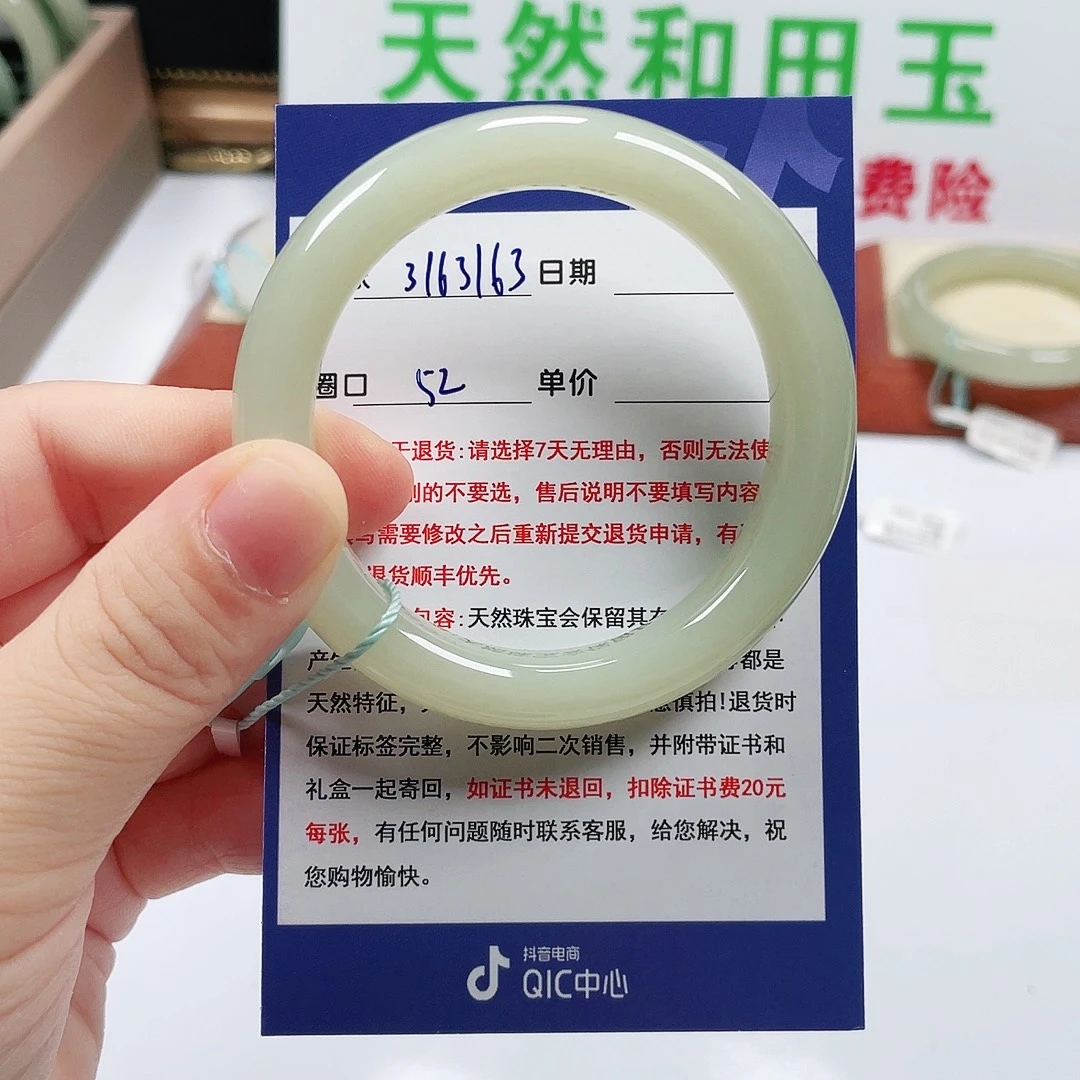 天然和田玉
费险
3163163 日期
圈口 52 单价
退货:请选择7天无理由，否则无法使
的不要选，售后说明不要填写内容
需要修改之后重新提交退货申请，有
退货顺丰优先。
包容:天然珠宝会保留其
都是
天然特征，
慎拍!退货时
保证标签完整，不影响二次销售，并附带证书和
礼盒一起寄回，如证书未退回，扣除证书费20元
每张，有任何问题随时联系客服，给您解决，祝
您购物愉快。
抖音电商
QIC中心